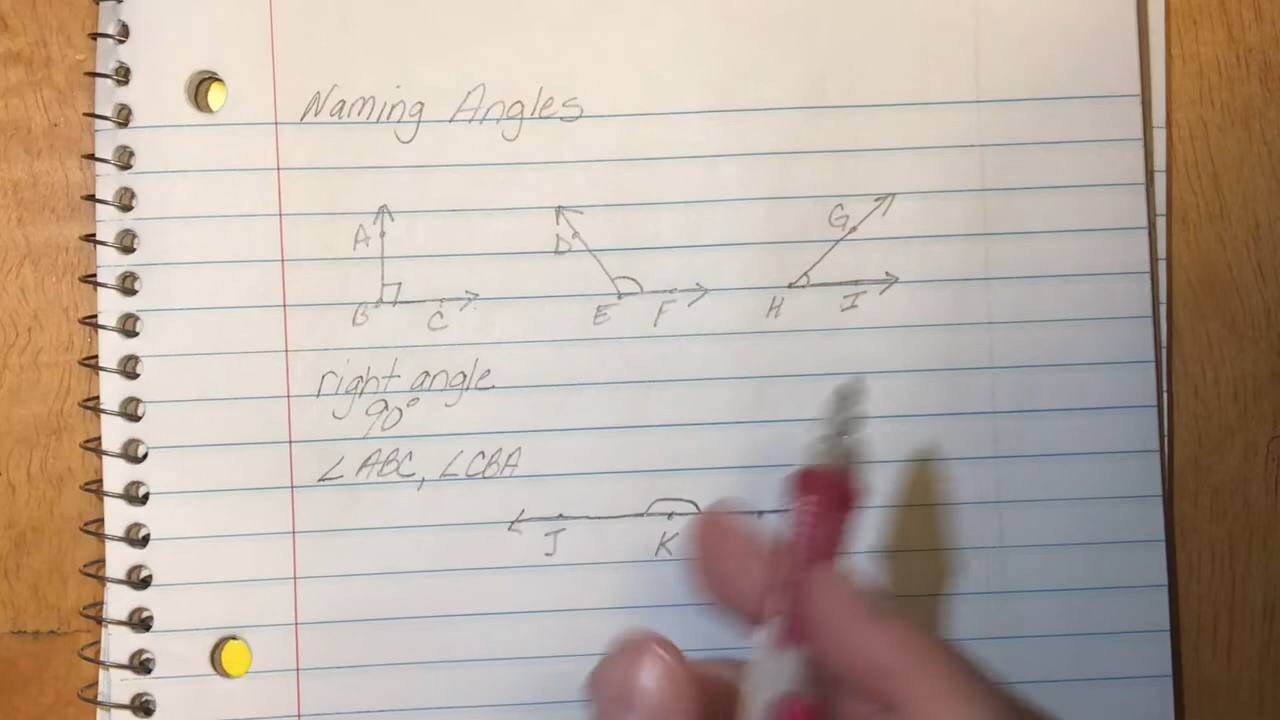 Naming Angles
A D G
B C E F H I
right angle
90°
∠ABC, ∠CBA
J K